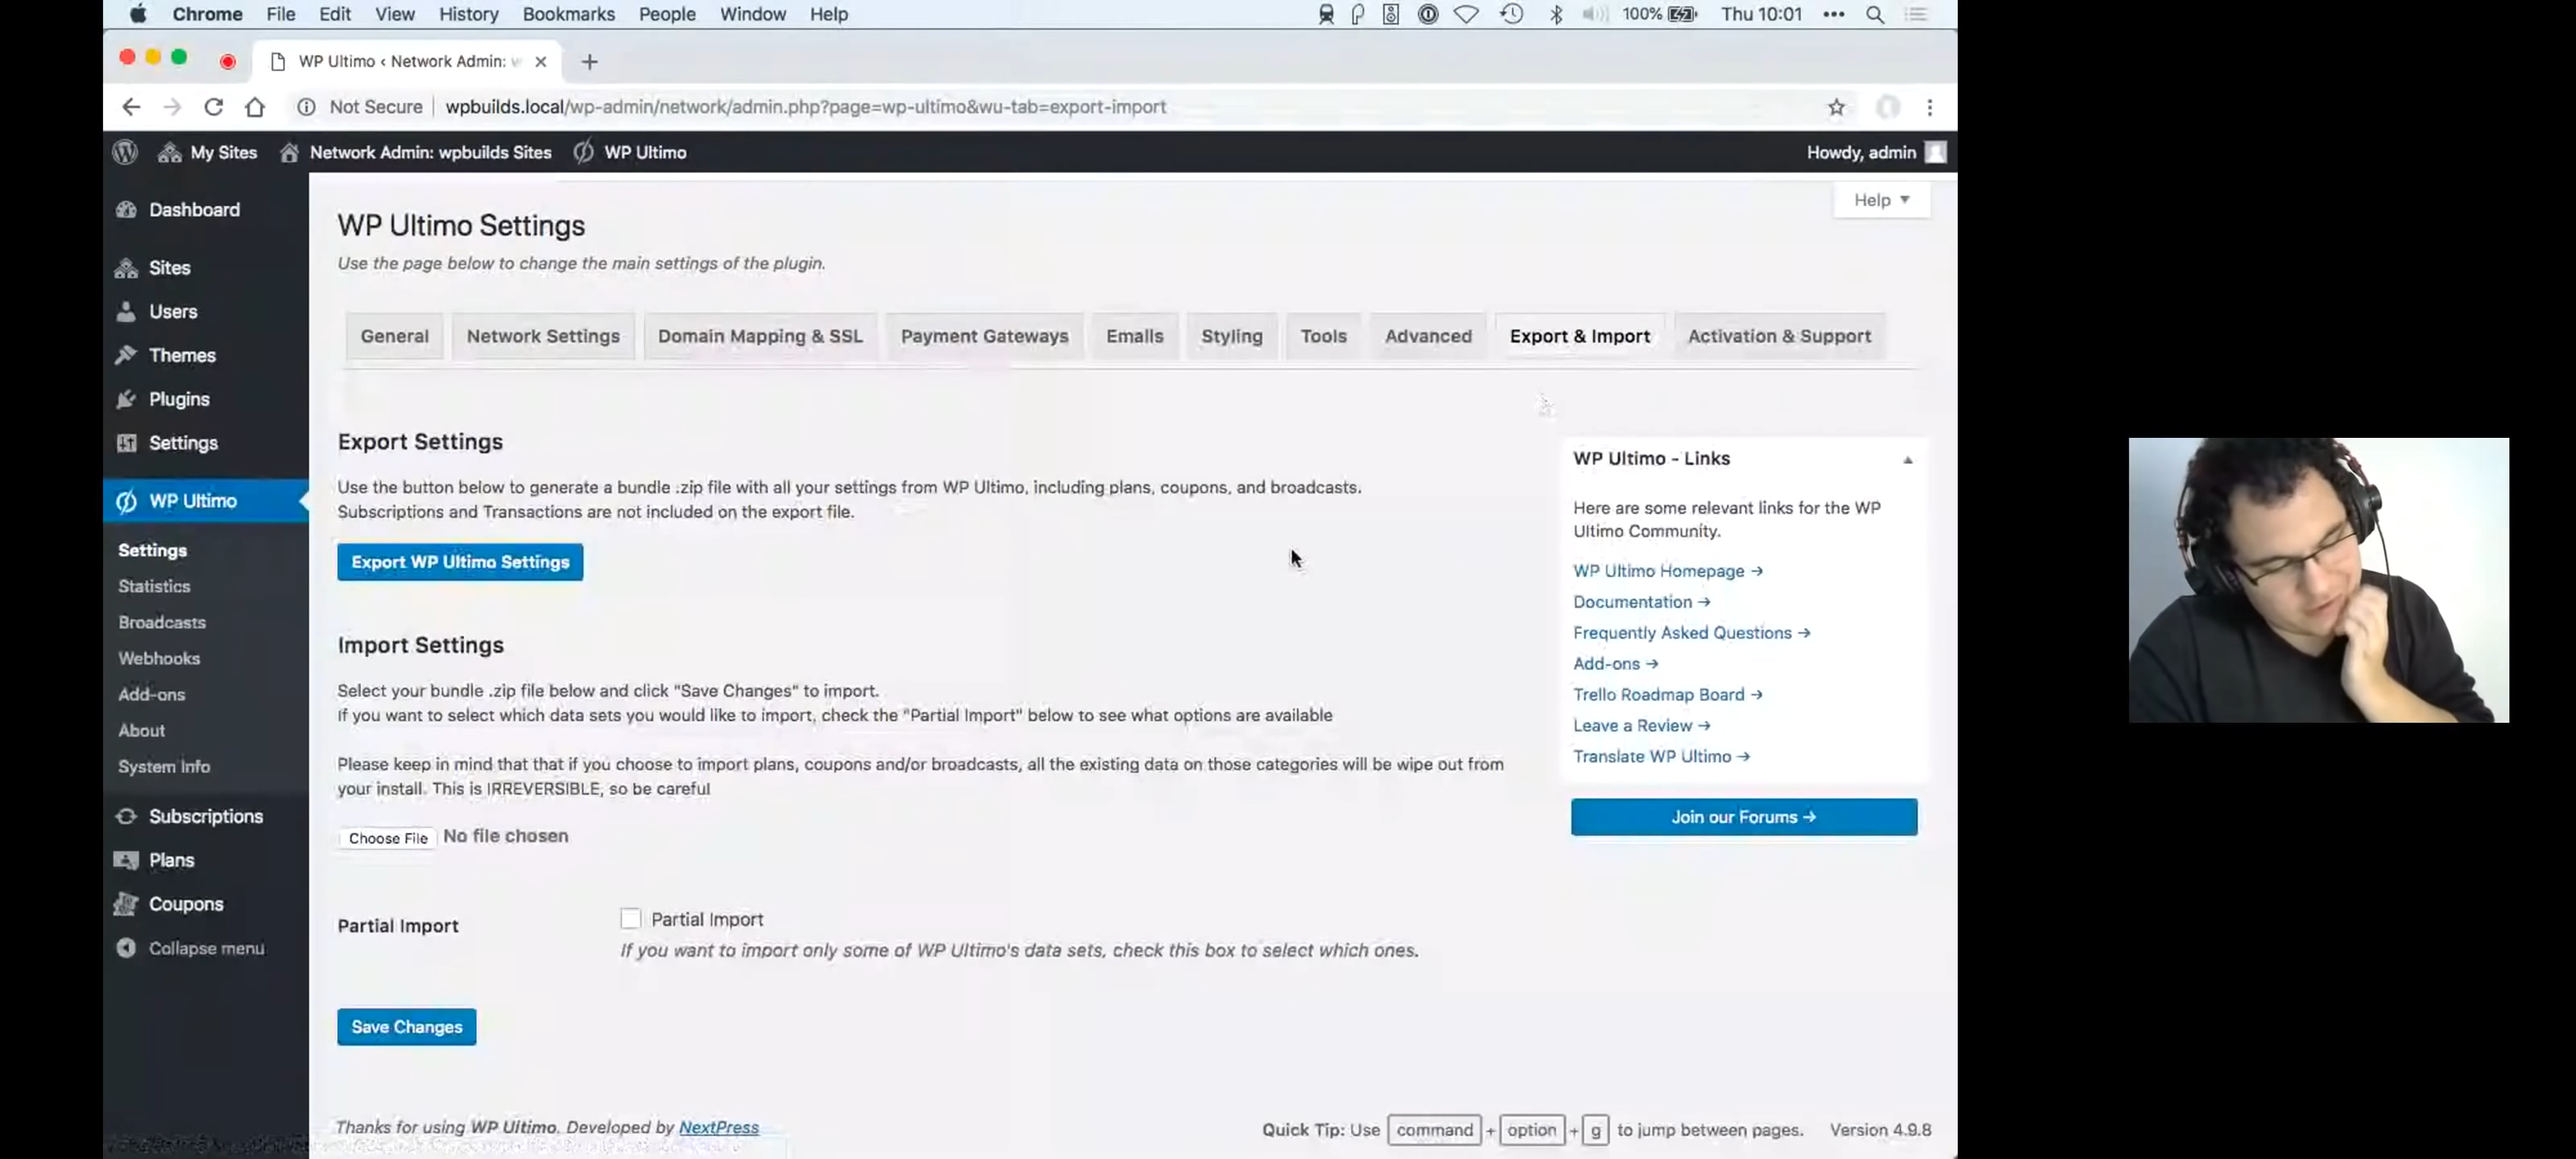 Chrome File Edit View History Bookmarks People Window Help 100% Thu 10:01
WP Ultimo ‹ Network Admin: w
Not Secure wpbuilds.local/wp-admin/network/admin.php?page=wp-ultimo&wu-tab=export-import
My Sites Network Admin: wpbuilds Sites WP Ultimo Howdy, admin
Help
Dashboard
Sites
Users
Themes
Plugins
Settings
WP Ultimo
Settings
Statistics
Broadcasts
Webhooks
Add-ons
About
System Info
Subscriptions
Plans
Coupons
Collapse menu
WP Ultimo Settings
Use the page below to change the main settings of the plugin.
General Network Settings Domain Mapping & SSL Payment Gateways Emails Styling Tools Advanced Export & Import Activation & Support
Export Settings
Use the button below to generate a bundle .zip file with all your settings from WP Ultimo, including plans, coupons, and broadcasts.
Subscriptions and Transactions are not included on the export file.
Export WP Ultimo Settings
Import Settings
Select your bundle .zip file below and click "Save Changes" to import.
If you want to select which data sets you would like to import, check the "Partial Import" below to see what options are available
Please keep in mind that that if you choose to import plans, coupons and/or broadcasts, all the existing data on those categories will be wipe out from
your install. This is IRREVERSIBLE, so be careful
Choose File No file chosen
Partial Import
Partial Import
If you want to import only some of WP Ultimo's data sets, check this box to select which ones.
Save Changes
WP Ultimo - Links
Here are some relevant links for the WP
Ultimo Community.
WP Ultimo Homepage →
Documentation →
Frequently Asked Questions →
Add-ons →
Trello Roadmap Board →
Leave a Review →
Translate WP Ultimo →
Join our Forums →
Thanks for using WP Ultimo. Developed by NextPress
Quick Tip: Use command + option + g to jump between pages. Version 4.9.8